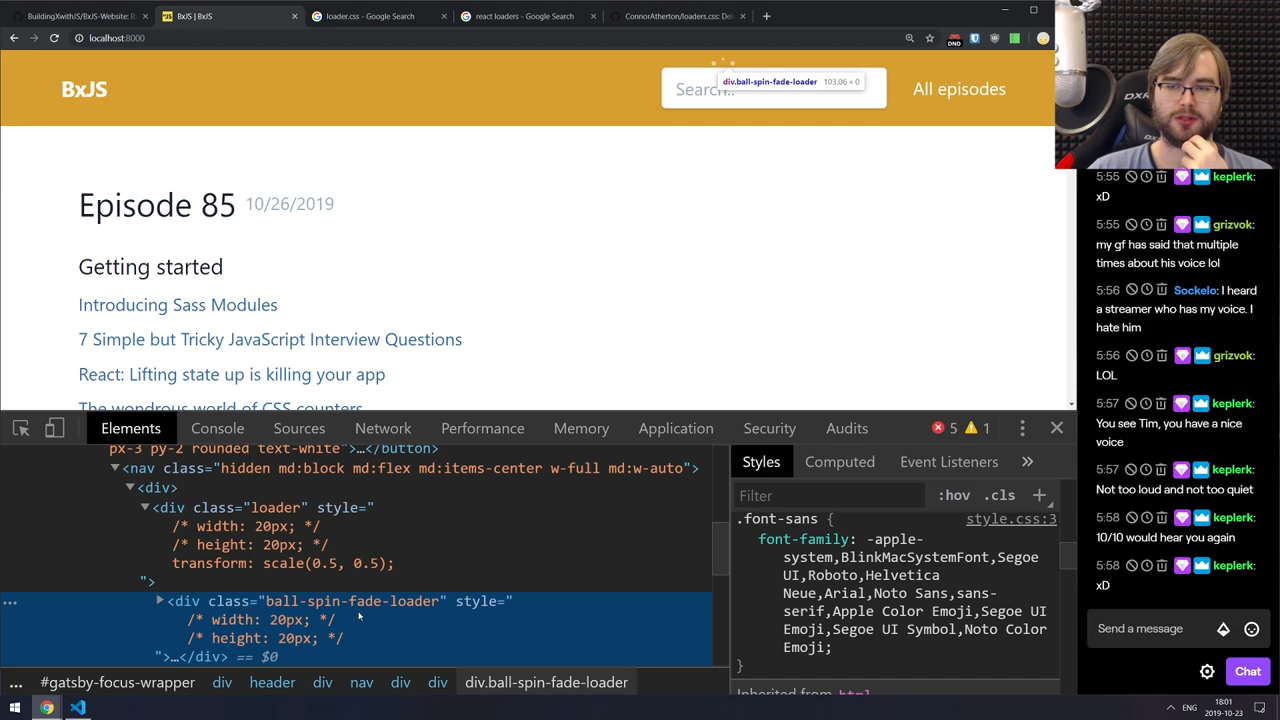 BuildingXwithJS/BxJS-Website: B
BxJS | BxJS
loader.css - Google Search
react loaders - Google Search
ConnorAtherton/loaders.css: Del
localhost:8000
DND
BxJS
Search..
div.ball-spin-fade-loader 103.06 × 0
All episodes
Episode 85 10/26/2019
Getting started
Introducing Sass Modules
7 Simple but Tricky JavaScript Interview Questions
React: Lifting state up is killing your app
The wondrous world of CSS counters
Elements Console Sources Network Performance Memory Application Security Audits 5 1
px-3 py-2 rounded text-white">…</button>
<nav class="hidden md:block md:flex md:items-center w-full md:w-auto">
<div>
<div class="loader" style="
/* width: 20px; */
/* height: 20px; */
transform: scale(0.5, 0.5);
">
<div class="ball-spin-fade-loader" style="
/* width: 20px; */
/* height: 20px; */
">…</div> == $0
... #gatsby-focus-wrapper div header div nav div div div.ball-spin-fade-loader
Styles Computed Event Listeners »
Filter :hov .cls +
.font-sans { style.css:3
font-family: -apple-
system,BlinkMacSystemFont,Segoe
UI,Roboto,Helvetica
Neue,Arial,Noto Sans,sans-
serif,Apple Color Emoji,Segoe UI
Emoji,Segoe UI Symbol,Noto Color
Emoji;
}
Inherited from html
DXR
5:55 keplerk:
xD
5:55 grizvok:
my gf has said that multiple
times about his voice lol
5:56 Sockelo: I heard
a streamer who has my voice. I
hate him
5:56 grizvok:
LOL
5:57 keplerk:
You see Tim, you have a nice
voice
5:57 keplerk:
Not too loud and not too quiet
5:58 keplerk:
10/10 would hear you again
5:58 keplerk:
xD
Send a message
Chat
ENG
18:01
2019-10-23